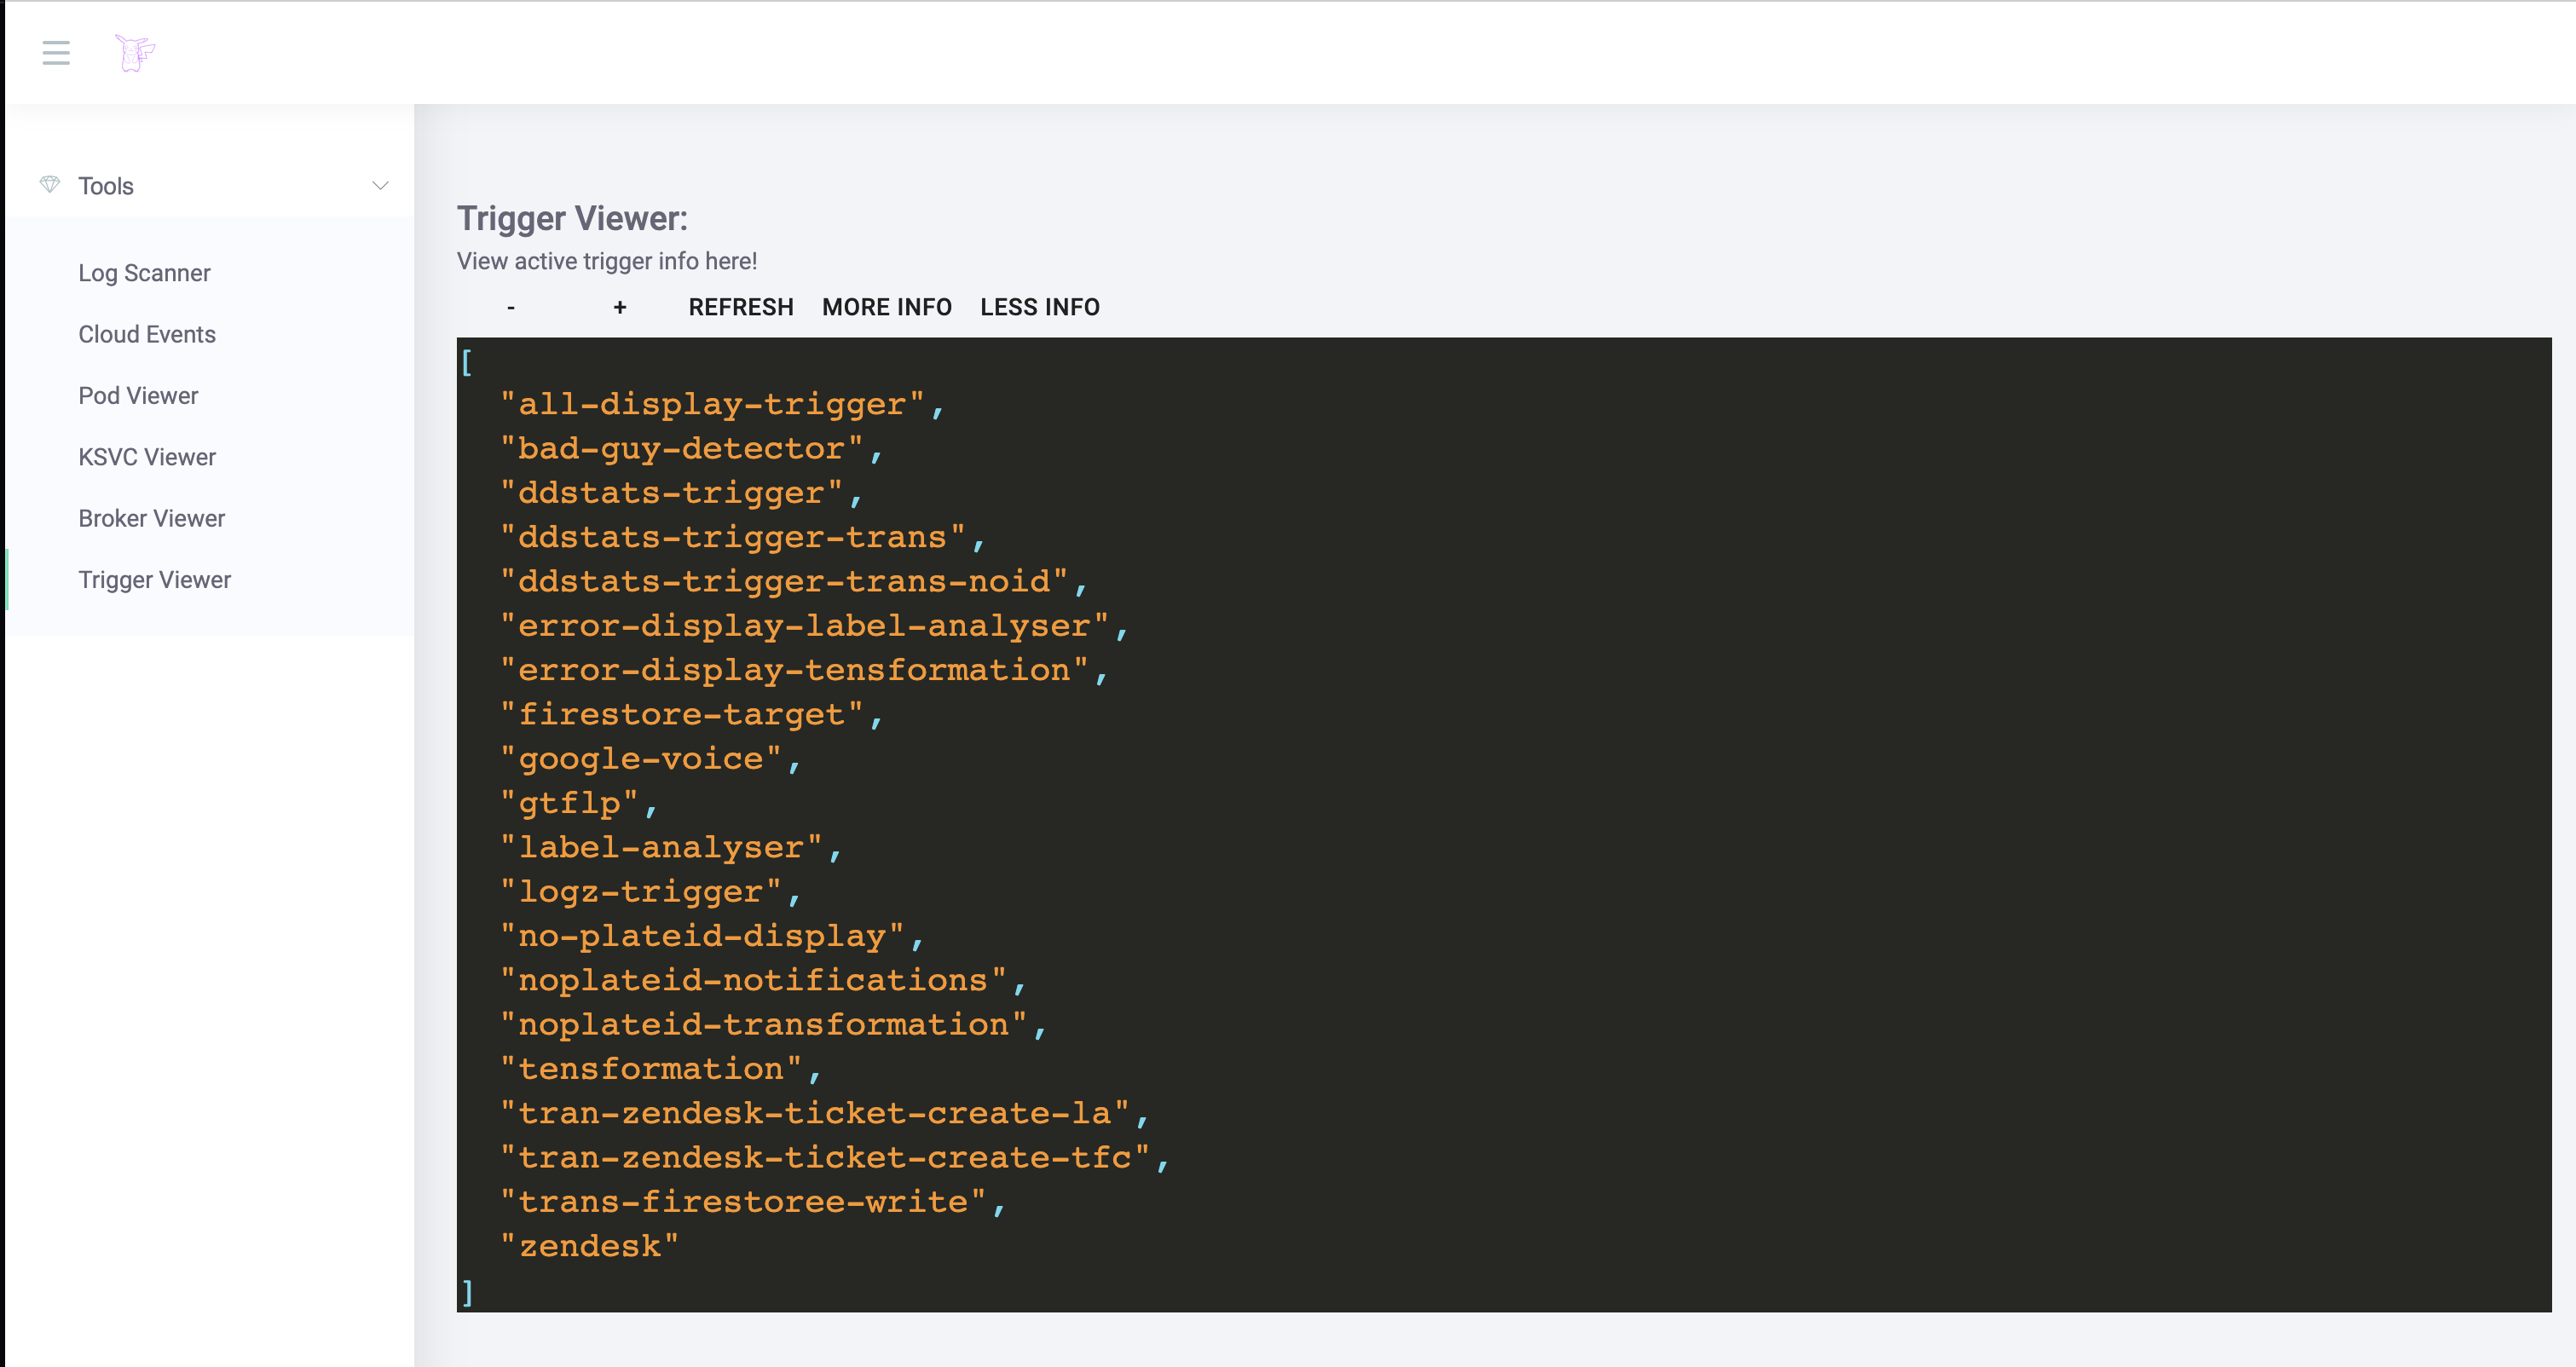 Tools
Log Scanner
Cloud Events
Pod Viewer
KSVC Viewer
Broker Viewer
Trigger Viewer
Trigger Viewer:
View active trigger info here!
- + REFRESH MORE INFO LESS INFO
[
"all-display-trigger",
"bad-guy-detector",
"ddstats-trigger",
"ddstats-trigger-trans",
"ddstats-trigger-trans-noid",
"error-display-label-analyser",
"error-display-tensformation",
"firestore-target",
"google-voice",
"gtflp",
"label-analyser",
"logz-trigger",
"no-plateid-display",
"noplateid-notifications",
"noplateid-transformation",
"tensformation",
"tran-zendesk-ticket-create-la",
"tran-zendesk-ticket-create-tfc",
"trans-firestoree-write",
"zendesk"
]